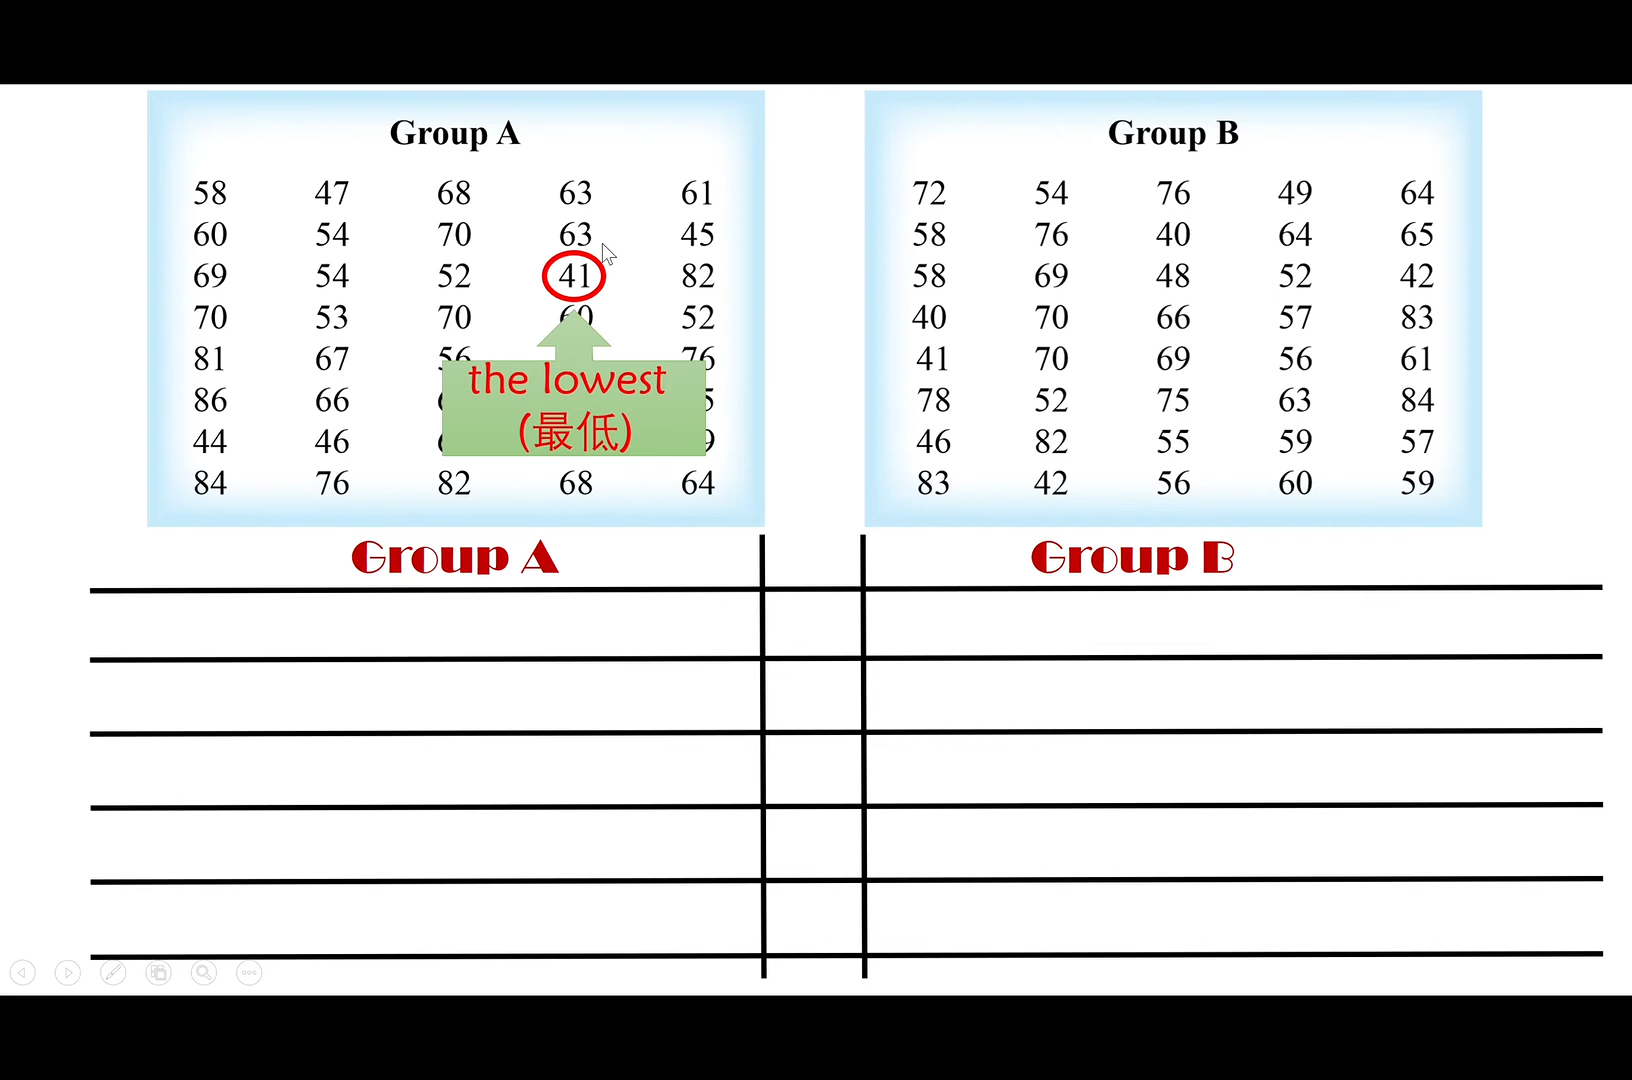 Group A
58 47 68 63 61
60 54 70 63 45
69 54 52 41 82
70 53 70 60 52
81 67 56 76
86 66
44 46
84 76 82 68 64
the lowest
(最低)
Group B
72 54 76 49 64
58 76 40 64 65
58 69 48 52 42
40 70 66 57 83
41 70 69 56 61
78 52 75 63 84
46 82 55 59 57
83 42 56 60 59
Group A
Group B